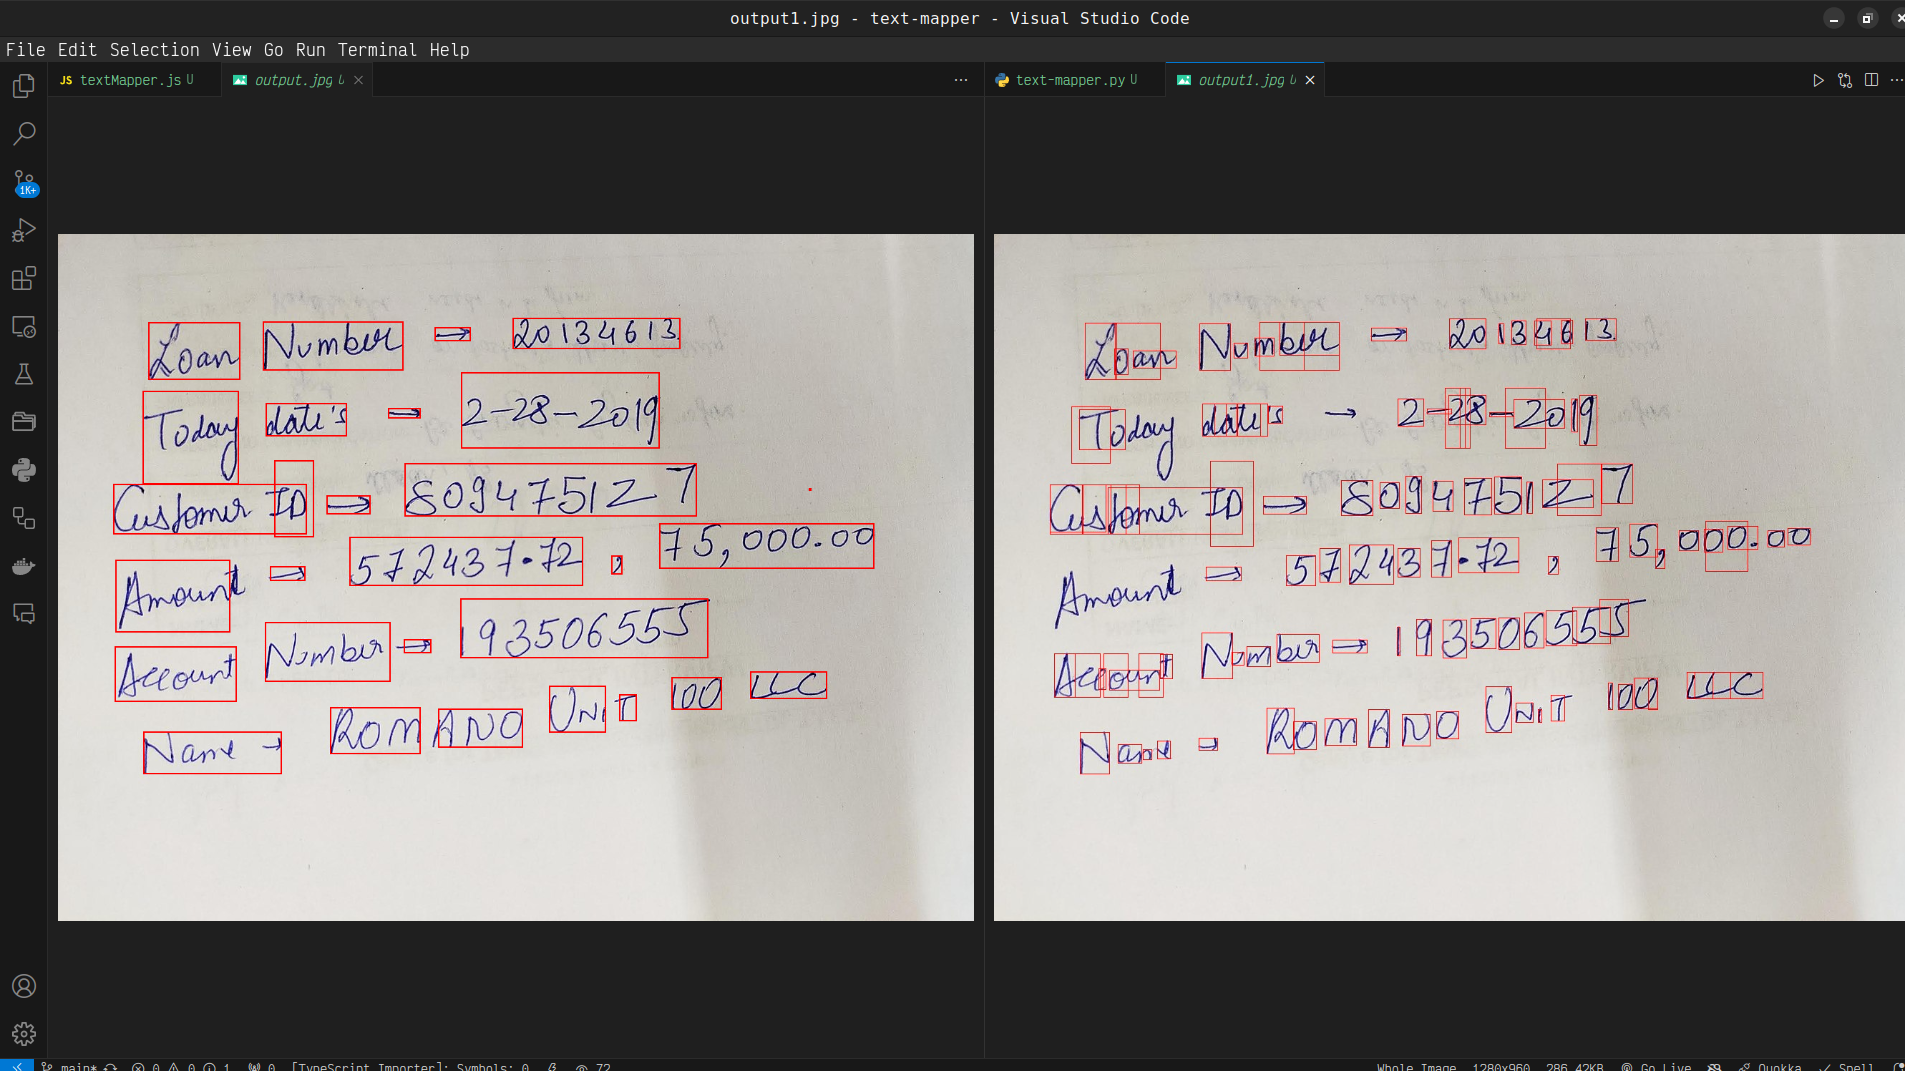 output1.jpg - text-mapper - Visual Studio Code
File Edit Selection View Go Run Terminal Help
JS textMapper.js U output.jpg U
text-mapper.py U output1.jpg U
1K+
Loan Number → 20134613
Today date's → 2-28-2019
Customer ID → 809475127
Amount → 572437.72 , 75,000.00
Account Number → 193506555
Name → ROMANO UNIT 100 LLC
Loan Number → 20134613
Today date's → 2-28-2019
Customer ID → 809475127
Amount → 572437.72 , 75,000.00
Account Number → 193506555
Name → ROMANO UNIT 100 LLC
main* 0 0 1 0 [TypeScript Importer]: Symbols: 0 72 Whole Image 1280x960 286.42KB Go Live Quokka Spell